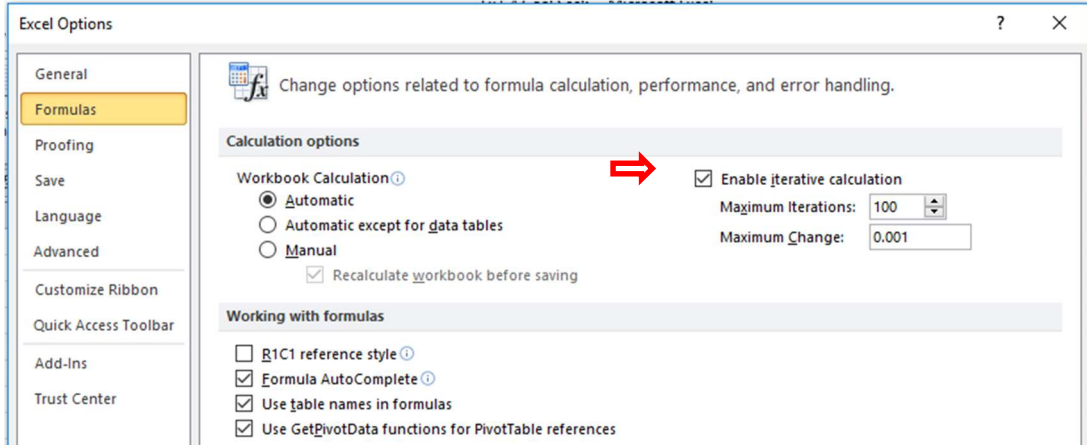 Excel Options
?
General
Formulas
Proofing
Save
Language
Advanced
Customize Ribbon
Quick Access Toolbar
Add-Ins
Trust Center
Change options related to formula calculation, performance, and error handling.
Calculation options
Workbook Calculation
Automatic
Automatic except for data tables
Manual
Recalculate workbook before saving
Enable iterative calculation
Maximum Iterations: 100
Maximum Change: 0.001
Working with formulas
R1C1 reference style
Formula AutoComplete
Use table names in formulas
Use GetPivotData functions for PivotTable references